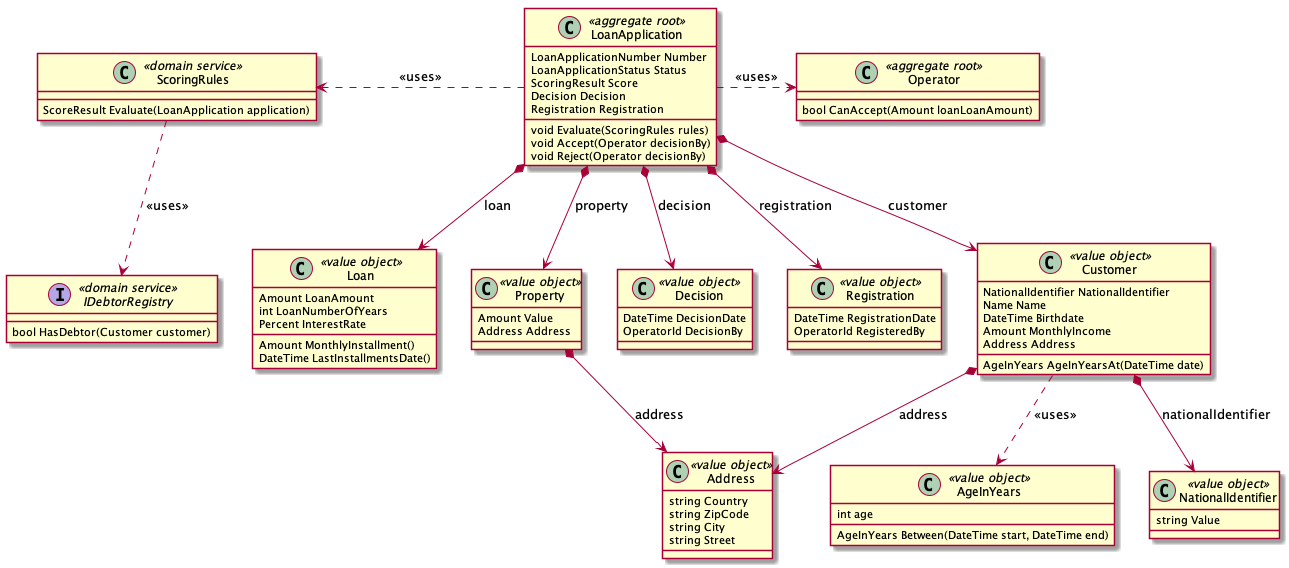 C «aggregate root»
LoanApplication
LoanApplicationNumber Number
LoanApplicationStatus Status
ScoringResult Score
Decision Decision
Registration Registration
void Evaluate(ScoringRules rules)
void Accept(Operator decisionBy)
void Reject(Operator decisionBy)
C «domain service»
ScoringRules
ScoreResult Evaluate(LoanApplication application)
«uses»
«uses»
C «aggregate root»
Operator
bool CanAccept(Amount loanLoanAmount)
«uses»
loan
property
decision
registration
customer
I «domain service»
IDebtorRegistry
bool HasDebtor(Customer customer)
C «value object»
Loan
Amount LoanAmount
int LoanNumberOfYears
Percent InterestRate
Amount MonthlyInstallment()
DateTime LastInstallmentsDate()
C «value object»
Property
Amount Value
Address Address
C «value object»
Decision
DateTime DecisionDate
OperatorId DecisionBy
C «value object»
Registration
DateTime RegistrationDate
OperatorId RegisteredBy
C «value object»
Customer
NationalIdentifier NationalIdentifier
Name Name
DateTime Birthdate
Amount MonthlyIncome
Address Address
AgeInYears AgeInYearsAt(DateTime date)
address
address
«uses»
nationalIdentifier
C «value object»
Address
string Country
string ZipCode
string City
string Street
C «value object»
AgeInYears
int age
AgeInYears Between(DateTime start, DateTime end)
C «value object»
NationalIdentifier
string Value